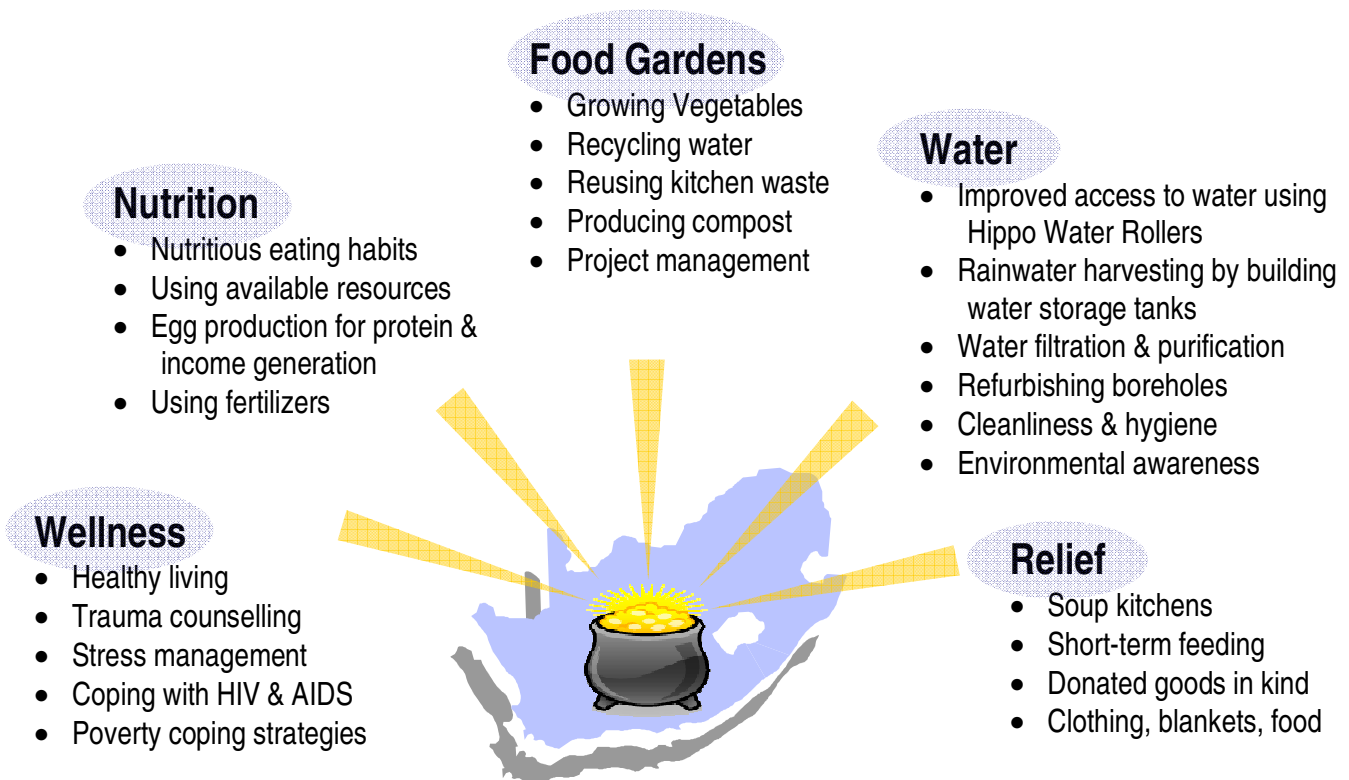 Food Gardens
• Growing Vegetables
• Recycling water
• Reusing kitchen waste
• Producing compost
• Project management
Water
• Improved access to water using
Hippo Water Rollers
• Rainwater harvesting by building
water storage tanks
• Water filtration & purification
• Refurbishing boreholes
• Cleanliness & hygiene
• Environmental awareness
Nutrition
• Nutritious eating habits
• Using available resources
• Egg production for protein &
income generation
• Using fertilizers
Wellness
• Healthy living
• Trauma counselling
• Stress management
• Coping with HIV & AIDS
• Poverty coping strategies
Relief
• Soup kitchens
• Short-term feeding
• Donated goods in kind
• Clothing, blankets, food